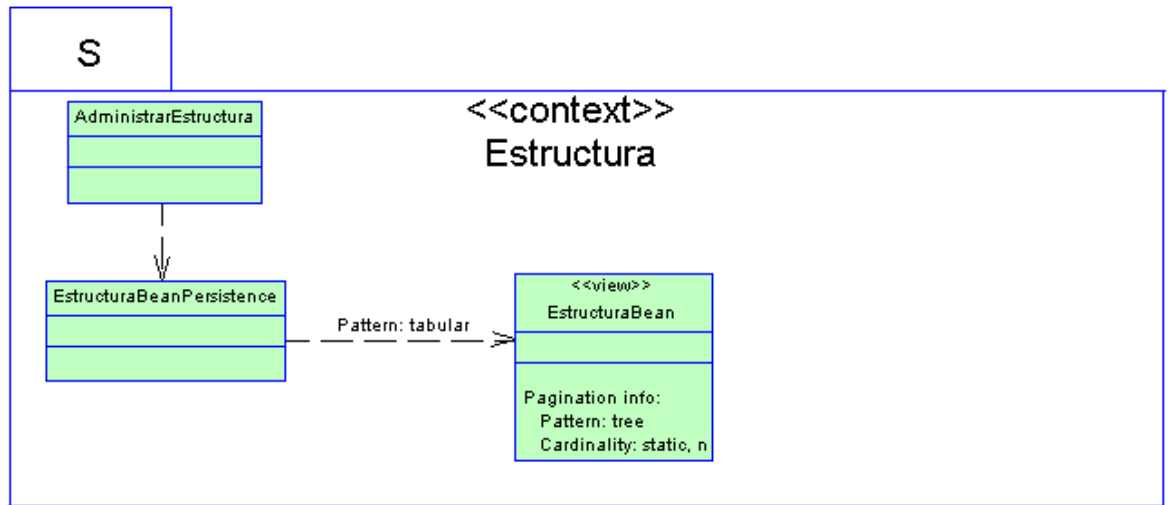 S
<<context>>
Estructura
AdministrarEstructura
EstructuraBeanPersistence
Pattern: tabular
<<view>>
EstructuraBean
Pagination info:
Pattern: tree
Cardinality: static, n